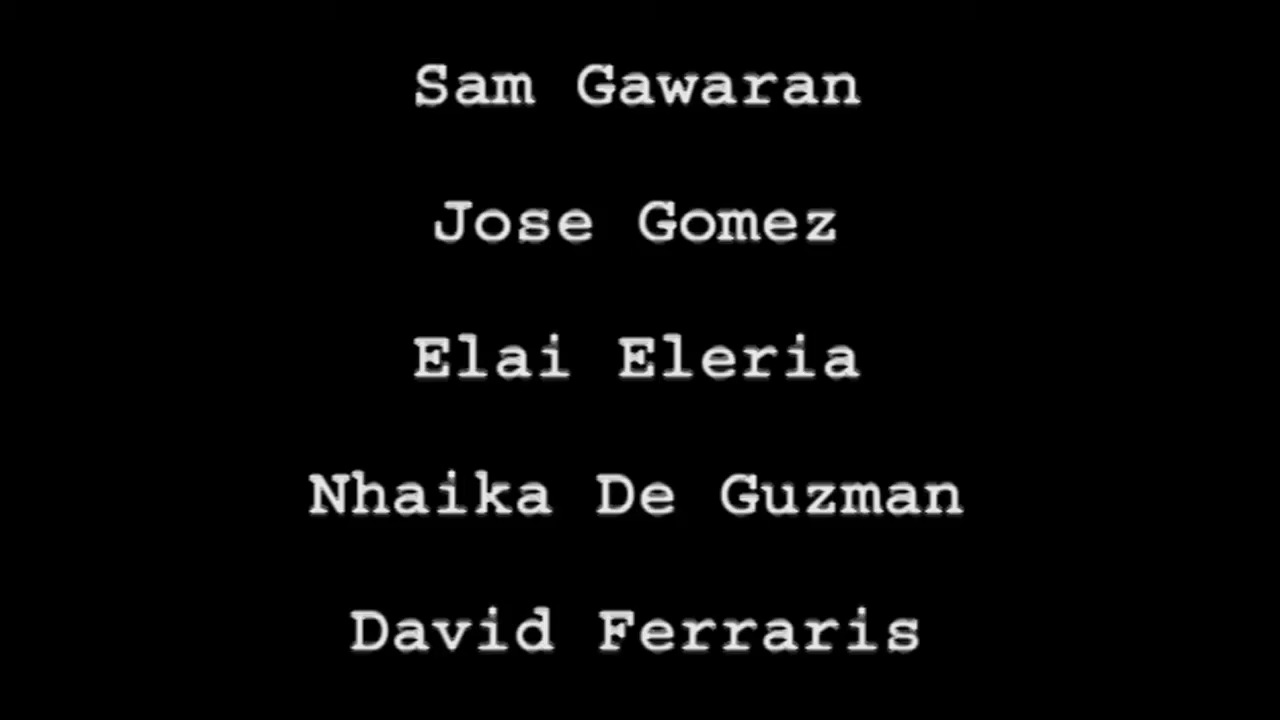 Sam Gawaran
Jose Gomez
Elai Eleria
Nhaika De Guzman
David Ferraris